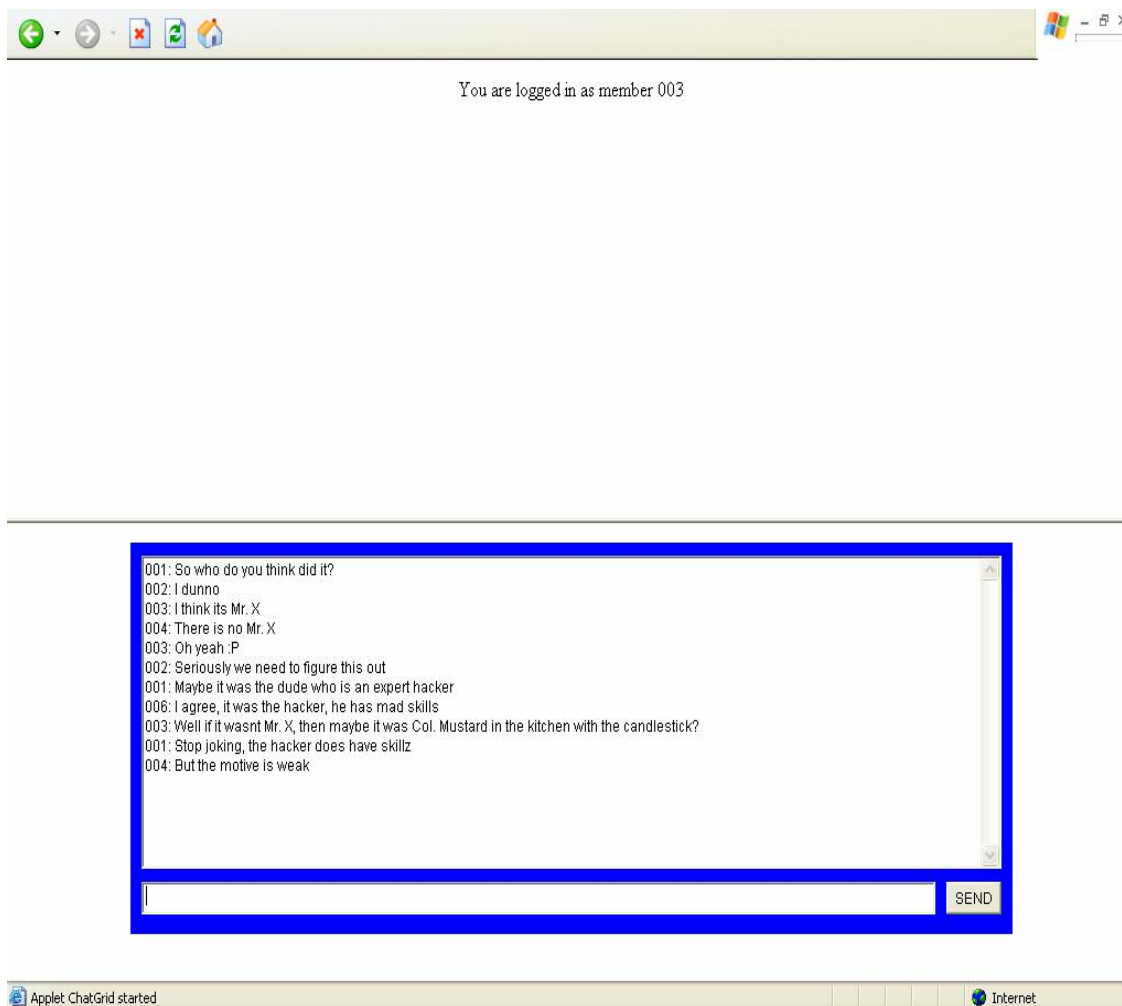 You are logged in as member 003
001: So who do you think did it?
002: I dunno
003: I think its Mr. X
004: There is no Mr. X
003: Oh yeah :P
002: Seriously we need to figure this out
001: Maybe it was the dude who is an expert hacker
006: I agree, it was the hacker, he has mad skills
003: Well if it wasnt Mr. X, then maybe it was Col. Mustard in the kitchen with the candlestick?
001: Stop joking, the hacker does have skillz
004: But the motive is weak
SEND
Applet ChatGrid started
Internet